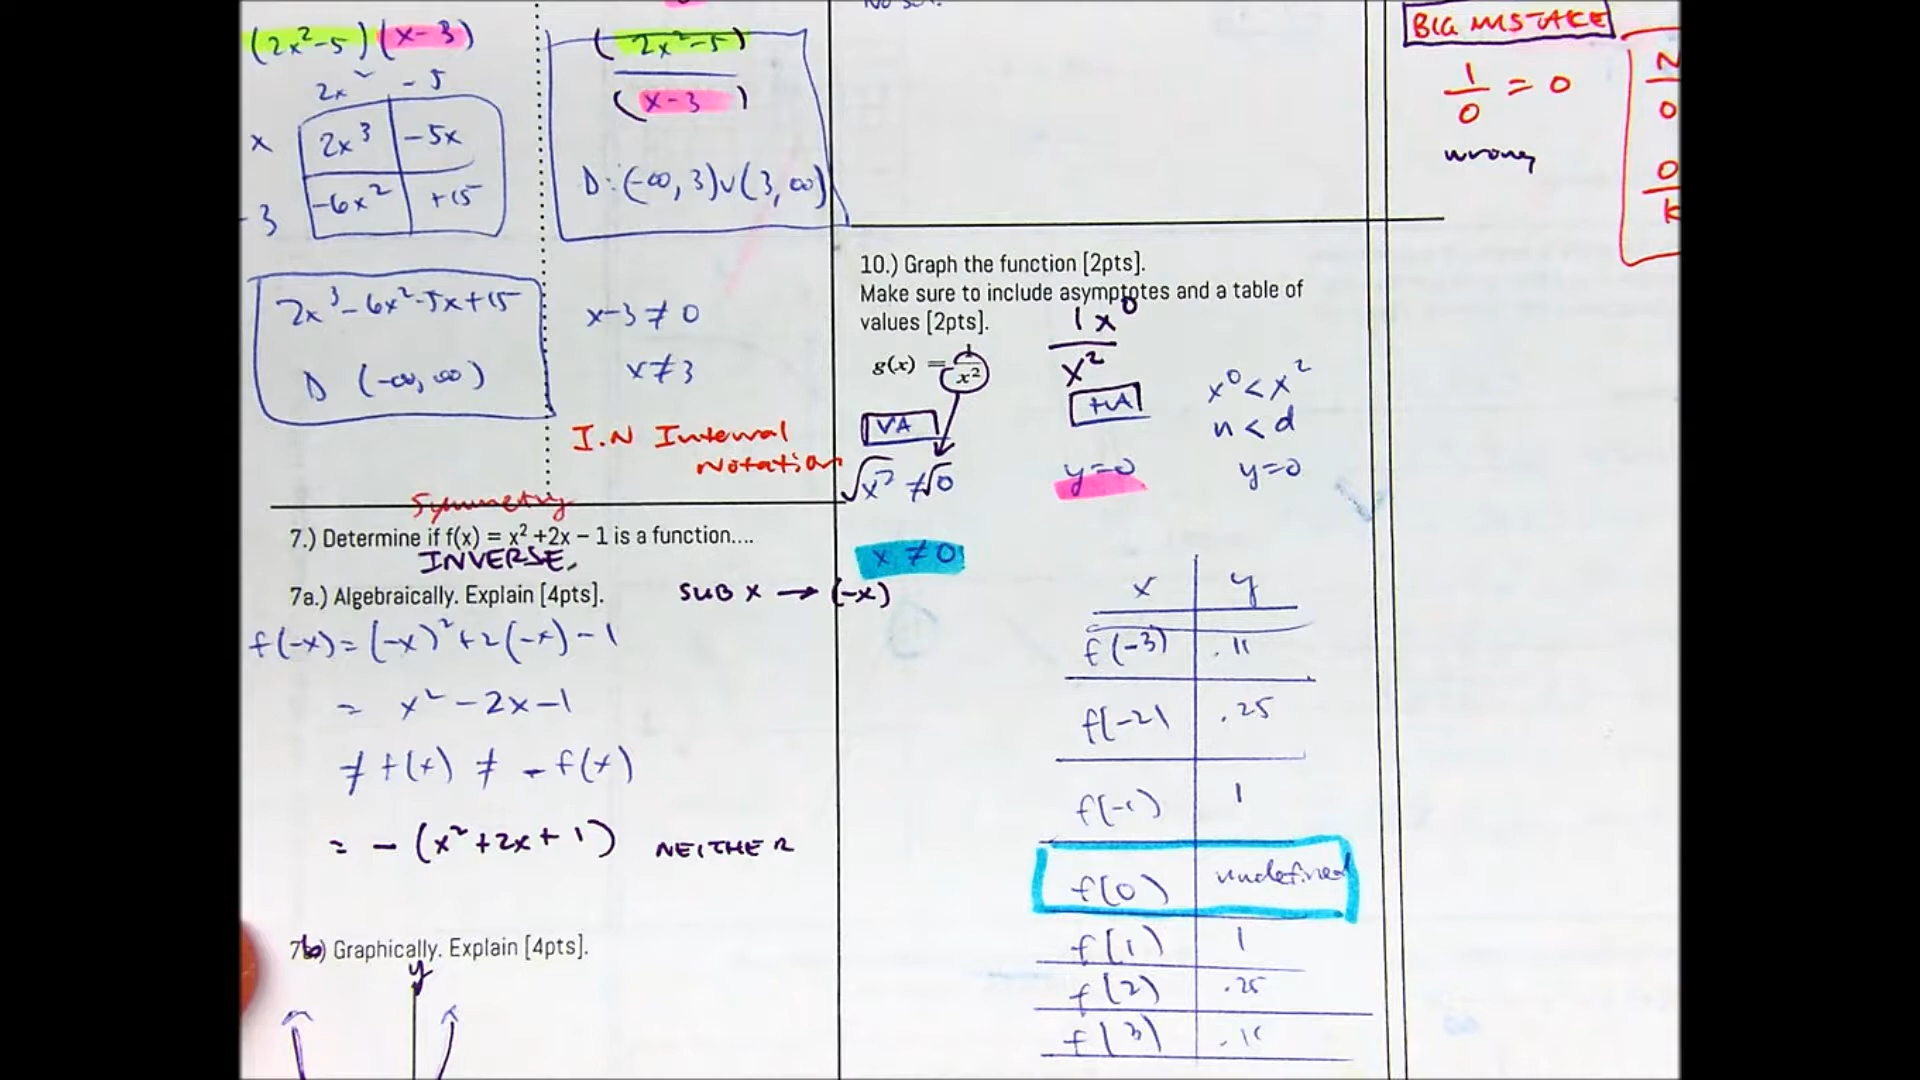 (2x²-5)(x-3)
2x² -5
x 2x³ -5x
-3 -6x² +15
2x³-6x²-5x+15
D (-∞,∞)
(2x²-5)
(x-3)
D:(-∞,3)∪(3,∞)
x-3≠0
x≠3
I.N Interval
Notation
Symmetry
7.) Determine if f(x) = x² +2x – 1 is a function....
INVERSE.
7a.) Algebraically. Explain [4pts].
SUB X → (-x)
f(-x)=(-x)²+2(-x)-1
= x²-2x-1
≠ f(x) ≠ -f(x)
= -(x²+2x+1) NEITHER
7b) Graphically. Explain [4pts].
y
10.) Graph the function [2pts].
Make sure to include asymptotes and a table of
values [2pts].
g(x) = 1/x²
1x⁰
x²
VA
√x² ≠√0
x ≠0
HA
y=0
x⁰<x²
n<d
y=0
x y
f(-3) .11
f(-2) .25
f(-1) 1
f(0) undefined
f(1) 1
f(2) .25
f(3) .11
BIG MISTAKE
1/0 = 0
wrong
N
0
0
K